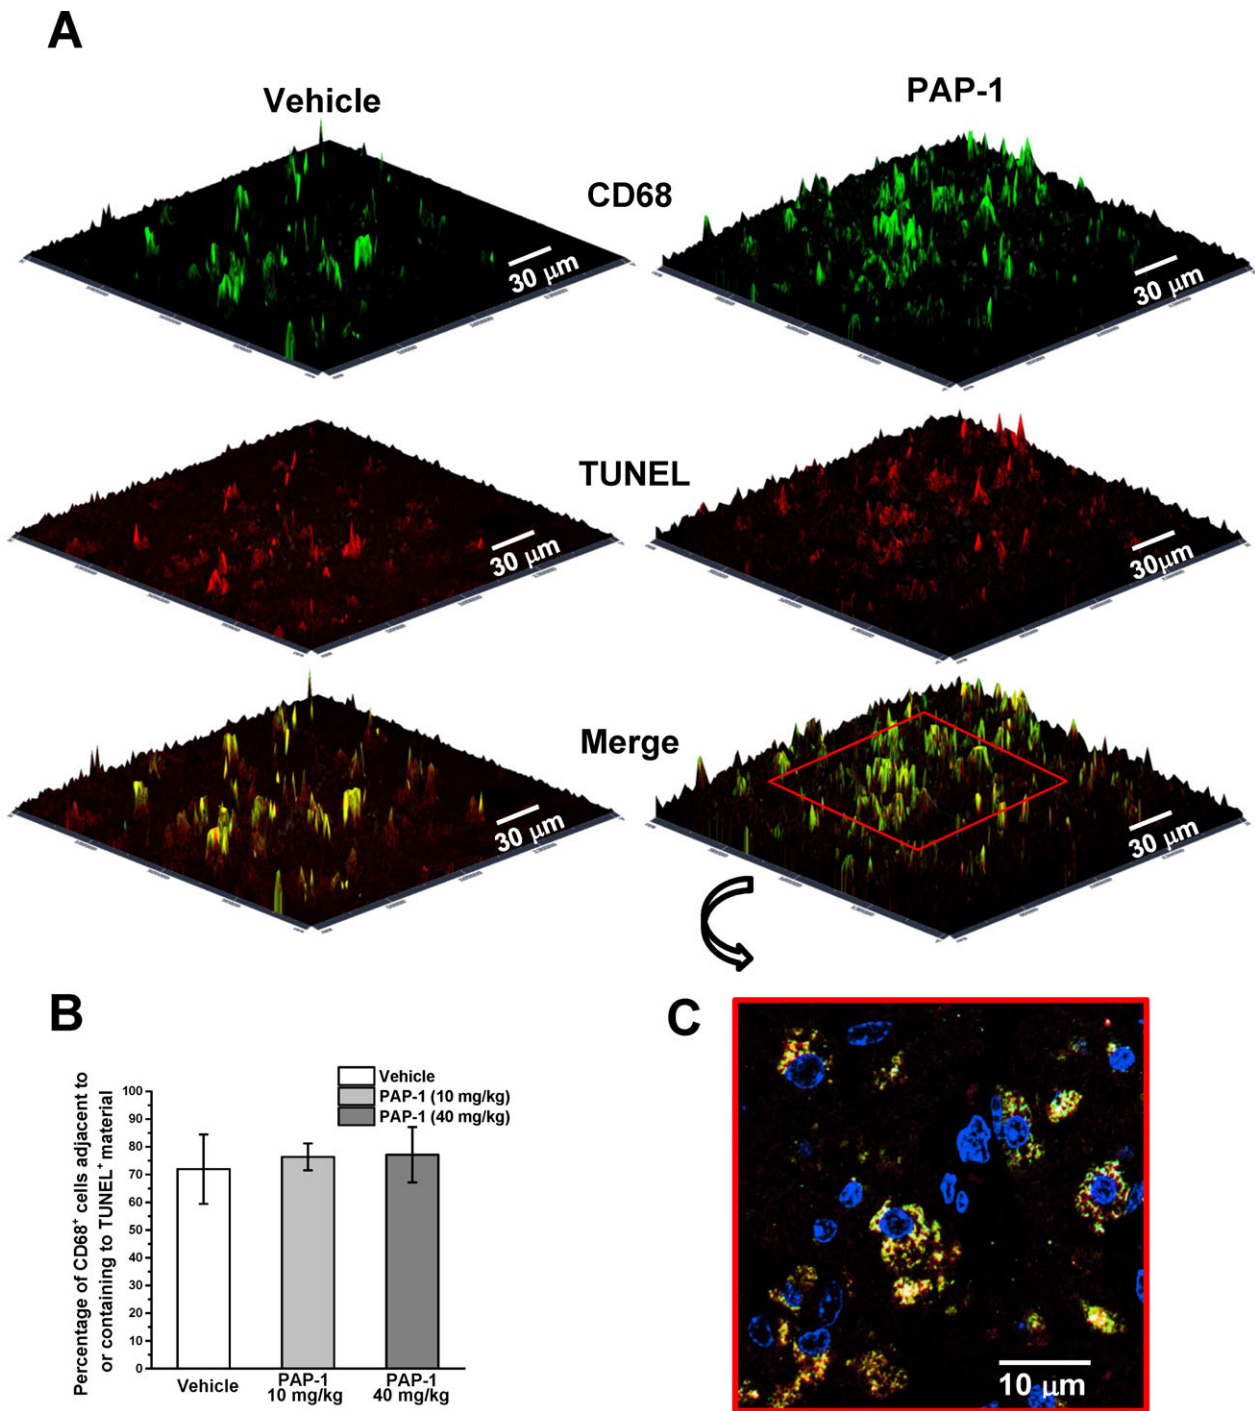 A
Vehicle
PAP-1
CD68
30 μm
30 μm
TUNEL
30 μm
30μm
Merge
30 μm
30 μm
B
C
Percentage of CD68⁺ cells adjacent to
or containing to TUNEL⁺ material
100
90
80
70
60
50
40
30
20
10
0
Vehicle
PAP-1 (10 mg/kg)
PAP-1 (40 mg/kg)
Vehicle
PAP-1
10 mg/kg
PAP-1
40 mg/kg
10 μm